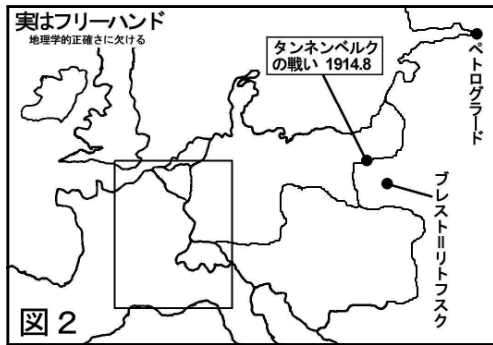 実はフリーハンド
地理学的正確さに欠ける
タンネンベルク
の戦い 1914.8
ペトログラード
ブレスト＝リトフスク
図２